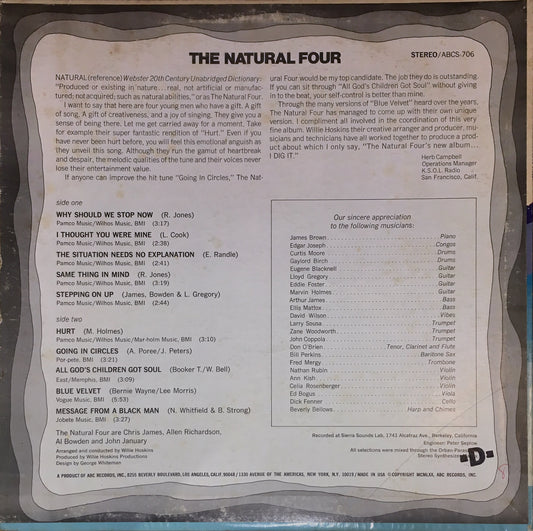 THE NATURAL FOUR
STEREO/ABCS-706
NATURAL (reference) Webster 20th Century Unabridged Dictionary:
"Produced or existing in nature... real, not artificial or manufac-
tured; not acquired; such as natural abilities," or as The Natural Four.
I want to say that here are four young men who have a gift. A gift
of song, A gift of creativeness, and a joy of singing. They give you a
sense of being there. Let me get carried away for a moment. Take
for example their super fantastic rendition of "Hurt." Even if you
have never been hurt before, you will feel this emotional anguish as
they unveil this song. Although they run the gamut of heartbreak
and despair, the melodic qualities of the tune and their voices never
lose their entertainment value.
If anyone can improve the hit tune "Going In Circles," The Nat-
ural Four would be my top candidate. The job they do is outstanding.
If you can sit through "All God's Children Got Soul" without giving
in to the beat, your self-control is better than mine.
Through the many versions of "Blue Velvet" heard over the years,
The Natural Four has managed to come up with their own unique
version. I compliment all involved in the coordination of this very
fine album. Willie Hoskins their creative arranger and producer, mu-
sicians and technicians have all worked together to produce a prod-
uct about which I only say, "The Natural Four's new album...
I DIG IT."
Herb Campbell
Operations Manager
K.S.O.L. Radio
San Francisco, Calif.
side one
WHY SHOULD WE STOP NOW (R. Jones)
Pamco Music/Wilhos Music, BMI (3:17)
I THOUGHT YOU WERE MINE (L. Cook)
Pamco Music/Wilhos Music, BMI (2:38)
THE SITUATION NEEDS NO EXPLANATION (E. Randle)
Pamco Music/Wilhos Music, BMI (2:41)
SAME THING IN MIND (R. Jones)
Pamco Music/Wilhos Music, BMI (3:19)
STEPPING ON UP (James, Bowden & L. Gregory)
Pamco Music/Wilhos Music, BMI (2:44)
side two
HURT (M. Holmes)
Pamco Music/Wilhos Music/Mar-holm Music, BMI (3:10)
GOING IN CIRCLES (A. Poree/J. Peters)
Por-pete, BMI (3:21)
ALL GOD'S CHILDREN GOT SOUL (Booker T./W. Bell)
East/Memphis, BMI (3:09)
BLUE VELVET (Bernie Wayne/Lee Morris)
Vogue Music, BMI (5:53)
MESSAGE FROM A BLACK MAN (N. Whitfield & B. Strong)
Jobete Music, BMI (3:27)
The Natural Four are Chris James, Allen Richardson,
Al Bowden and John January
Arranged and conducted by Willie Hoskins
Produced by Willie Hoskins Productions
Design by George Whiteman
Our sincere appreciation
to the following musicians:
James Brown Piano
Edgar Joseph Congos
Curtis Moore Drums
Gaylord Birch Drums
Eugene Blacknell Guitar
Lloyd Gregory Guitar
Eddie Foster Guitar
Marvin Holmes Guitar
Arthur James Bass
Ellis Matlox Bass
David Wilson Vibes
Larry Sousa Trumpet
Zane Woodworth Trumpet
John Coppola Trumpet
Don O'Brien Tenor, Clarinet and Flute
Bill Perkins Baritone Sax
Fred Mergy Trombone
Nathan Rubin Violin
Ann Kish Violin
Celia Rosenberger Violin
Ed Bogus Viola
Dick Fenner Cello
Beverly Bellows Harp and Chimes
Recorded at Sierra Sounds Lab, 1741 Alcatraz Ave., Berkeley, California
Engineer: Peter Septow
All selections were mixed through the Orban-Parasound
Stereo Synthesizer
-D-
A PRODUCT OF ABC RECORDS, INC., 8255 BEVERLY BOULEVARD, LOS ANGELES, CALIF. 90048 / 1330 AVENUE OF THE AMERICAS, NEW YORK, N.Y. 10019 / MADE IN USA © COPYRIGHT MCMLXX, ABC RECORDS, INC.